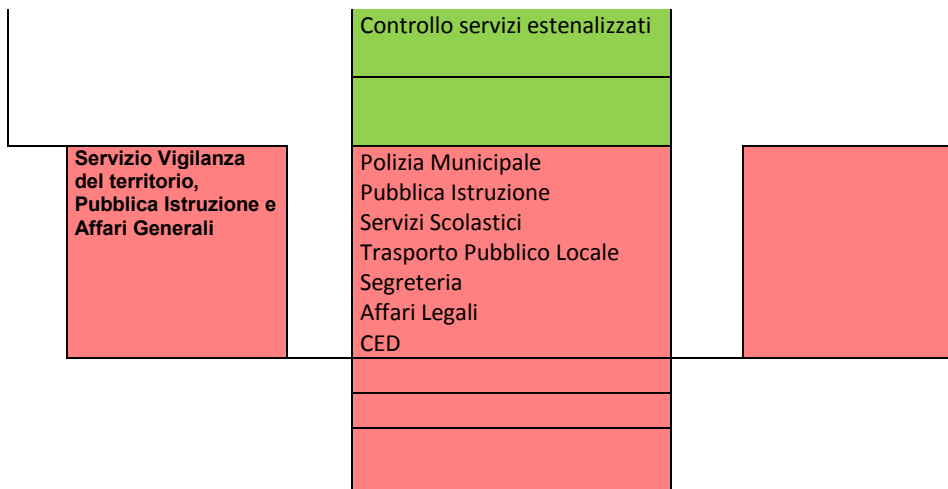 Controllo servizi estenalizzati
Servizio Vigilanza
del territorio,
Pubblica Istruzione e
Affari Generali
Polizia Municipale
Pubblica Istruzione
Servizi Scolastici
Trasporto Pubblico Locale
Segreteria
Affari Legali
CED